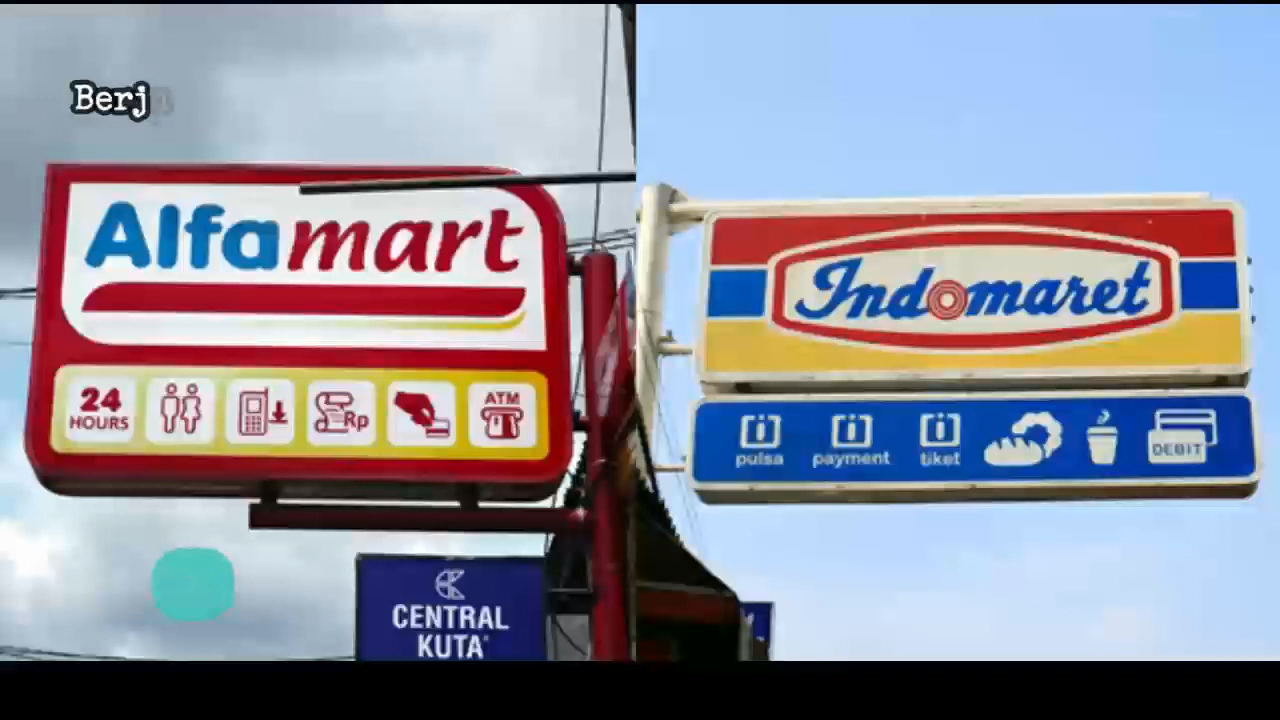 Berj
Alfamart
24
HOURS
Rp
ATM
CENTRAL
KUTA
Indomaret
pulsa
payment
tiket
DEBIT